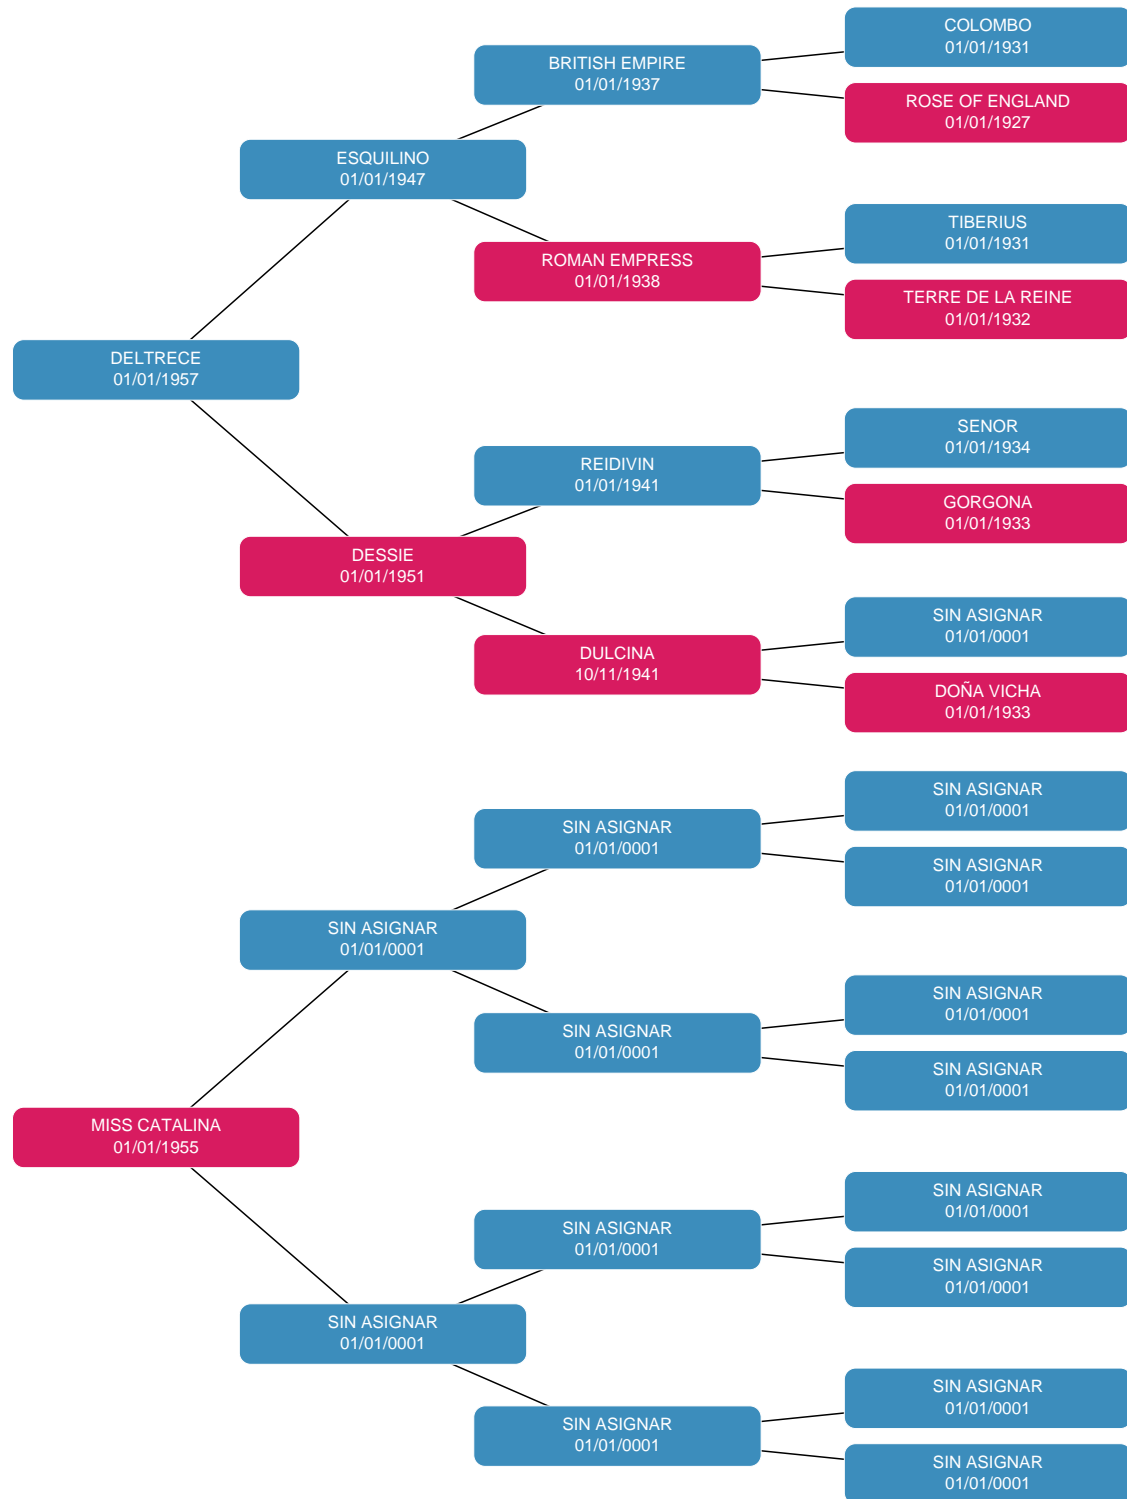 COLOMBO
01/01/1931
BRITISH EMPIRE
01/01/1937
ROSE OF ENGLAND
01/01/1927
ESQUILINO
01/01/1947
TIBERIUS
01/01/1931
ROMAN EMPRESS
01/01/1938
TERRE DE LA REINE
01/01/1932
DELTRECE
01/01/1957
SENOR
01/01/1934
REIDIVIN
01/01/1941
GORGONA
01/01/1933
DESSIE
01/01/1951
SIN ASIGNAR
01/01/0001
DULCINA
10/11/1941
DOÑA VICHA
01/01/1933
SIN ASIGNAR
01/01/0001
SIN ASIGNAR
01/01/0001
SIN ASIGNAR
01/01/0001
SIN ASIGNAR
01/01/0001
SIN ASIGNAR
01/01/0001
SIN ASIGNAR
01/01/0001
SIN ASIGNAR
01/01/0001
MISS CATALINA
01/01/1955
SIN ASIGNAR
01/01/0001
SIN ASIGNAR
01/01/0001
SIN ASIGNAR
01/01/0001
SIN ASIGNAR
01/01/0001
SIN ASIGNAR
01/01/0001
SIN ASIGNAR
01/01/0001
SIN ASIGNAR
01/01/0001